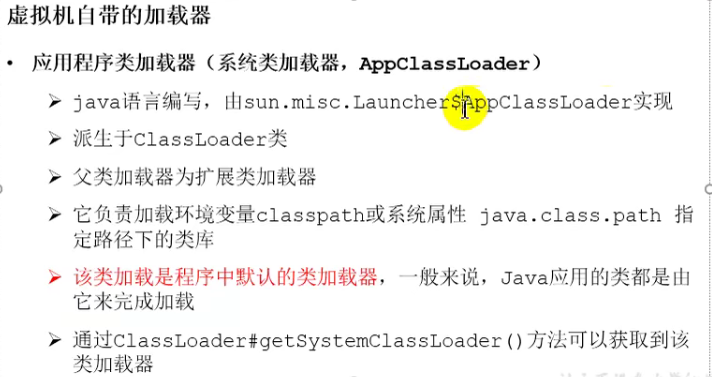 虚拟机自带的加载器
• 应用程序类加载器（系统类加载器，AppClassLoader）
➢ java语言编写，由sun.misc.Launcher$AppClassLoader实现
➢ 派生于ClassLoader类
➢ 父类加载器为扩展类加载器
➢ 它负责加载环境变量classpath或系统属性 java.class.path 指
定路径下的类库
➢ 该类加载是程序中默认的类加载器，一般来说，Java应用的类都是由
它来完成加载
➢ 通过ClassLoader#getSystemClassLoader()方法可以获取到该
类加载器